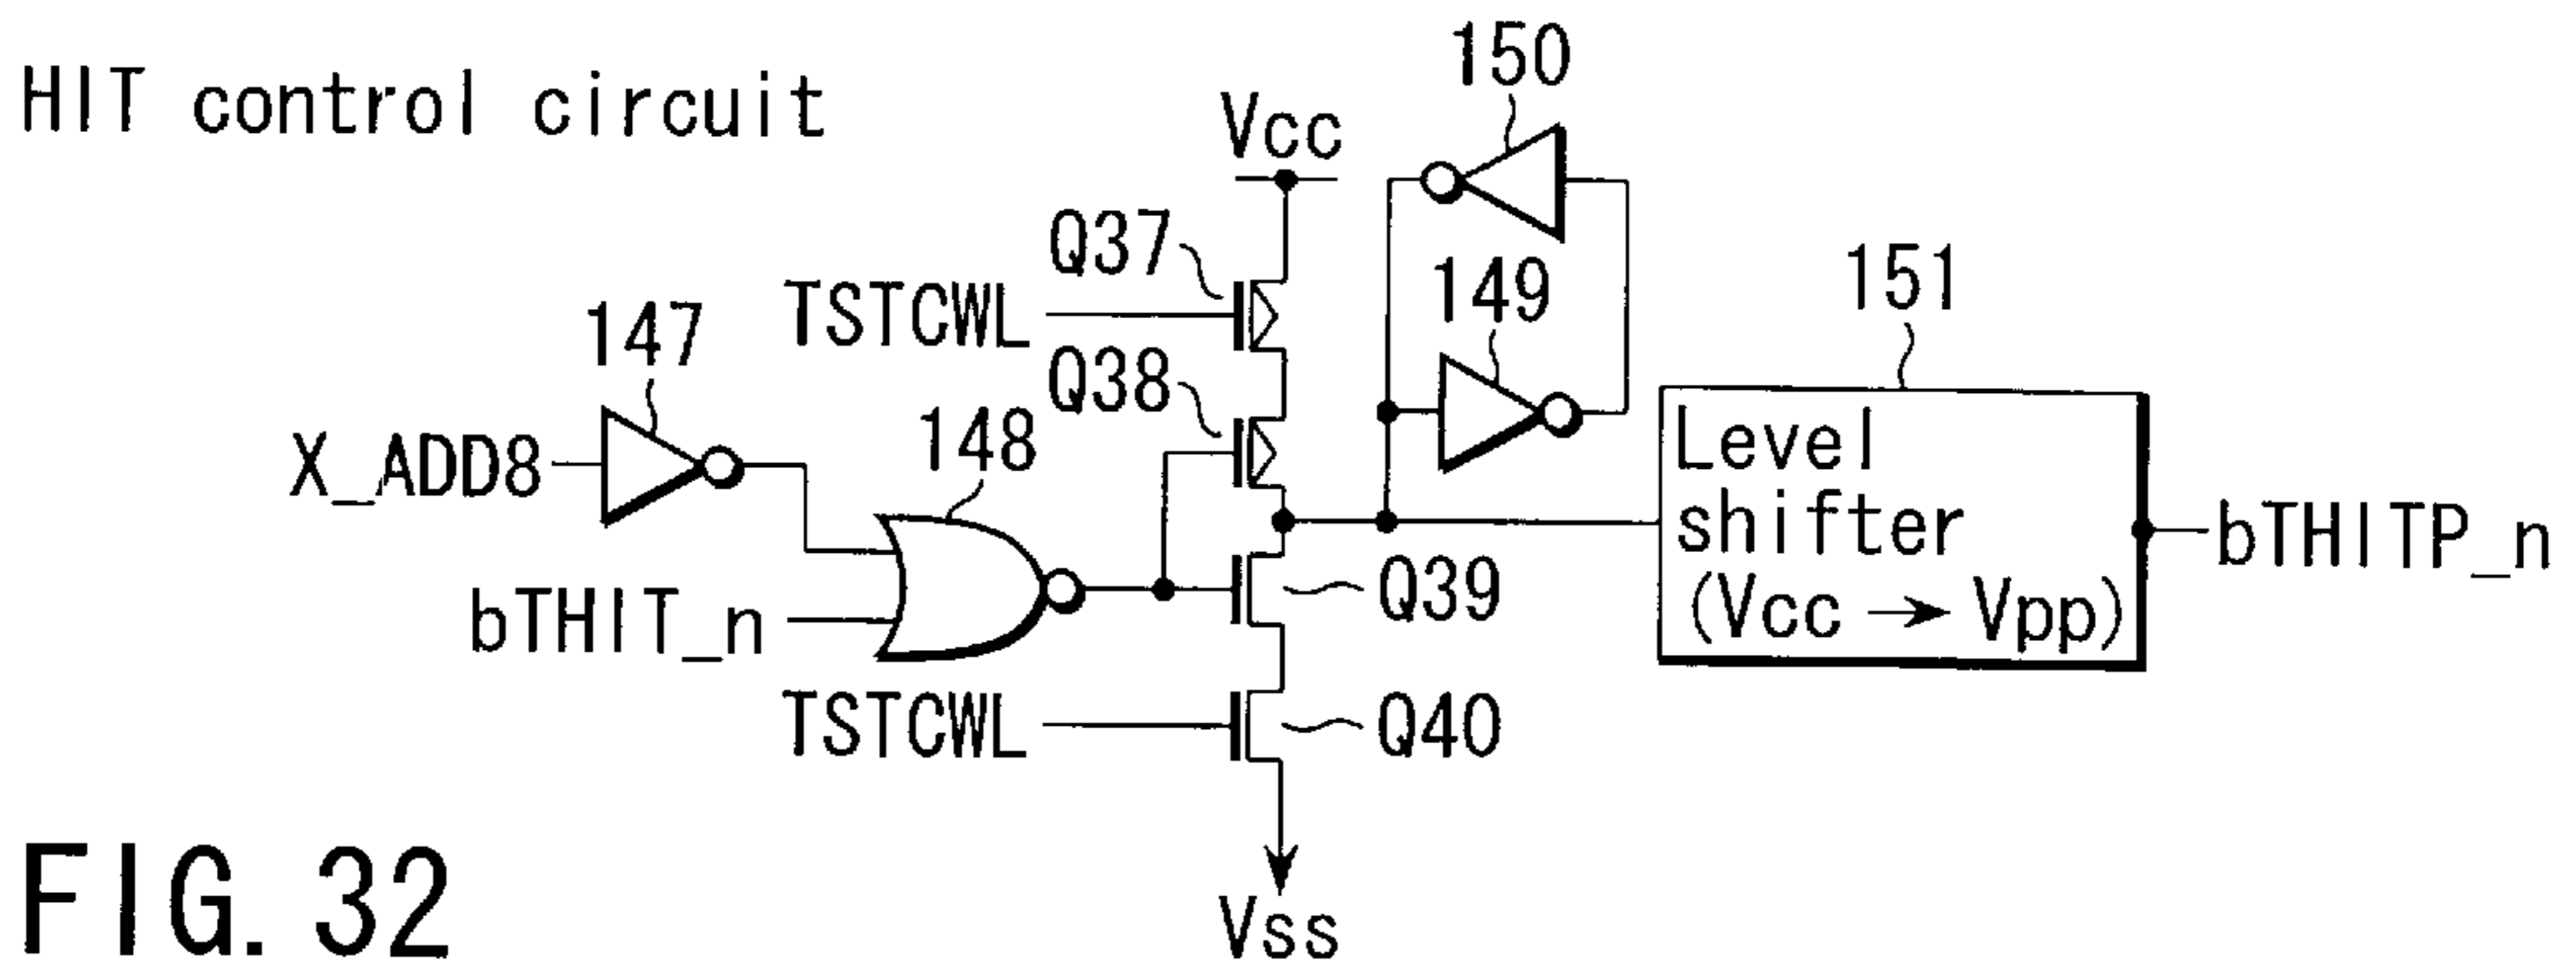 HIT control circuit
150
Vcc
Q37
TSTCWL
149
151
147
Q38
148
X_ADD8
Level
shifter
(Vcc → Vpp)
bTHITP_n
bTHIT_n
Q39
TSTCWL
Q40
Vss
FIG. 32